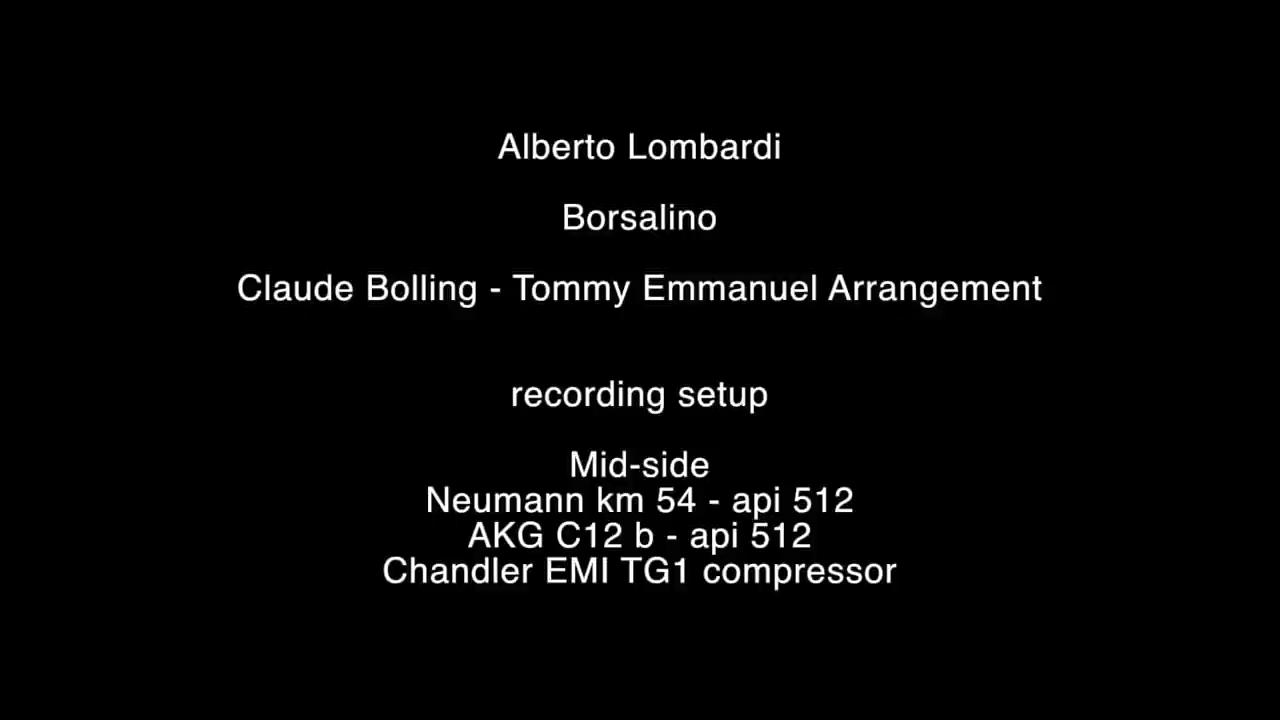 Alberto Lombardi
Borsalino
Claude Bolling - Tommy Emmanuel Arrangement
recording setup
Mid-side
Neumann km 54 - api 512
AKG C12 b - api 512
Chandler EMI TG1 compressor